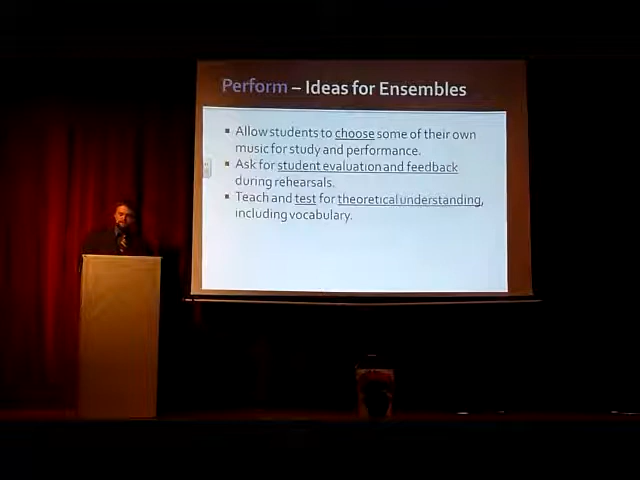 Perform – Ideas for Ensembles
▪ Allow students to choose some of their own
music for study and performance.
▪ Ask for student evaluation and feedback
during rehearsals.
▪ Teach and test for theoretical understanding,
including vocabulary.